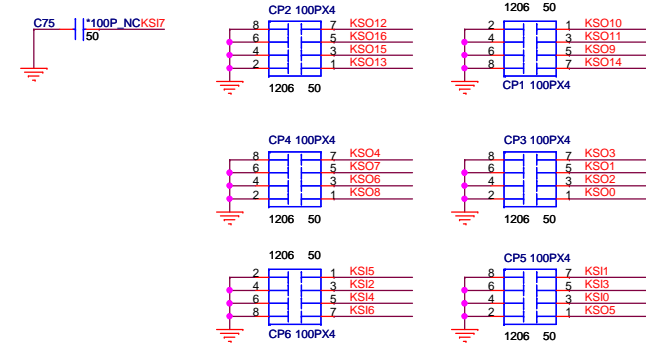 C75 *100P_NC KSI7
50
CP2 100PX4
8 7 KSO12
6 5 KSO16
4 3 KSO15
2 1 KSO13
1206 50
1206 50
2 1 KSO10
4 3 KSO11
6 5 KSO9
8 7 KSO14
CP1 100PX4
CP4 100PX4
8 7 KSO4
6 5 KSO7
4 3 KSO6
2 1 KSO8
1206 50
CP3 100PX4
8 7 KSO3
6 5 KSO1
4 3 KSO2
2 1 KSO0
1206 50
1206 50
2 1 KSI5
4 3 KSI2
6 5 KSI4
8 7 KSI6
CP6 100PX4
CP5 100PX4
8 7 KSI1
6 5 KSI3
4 3 KSI0
2 1 KSO5
1206 50